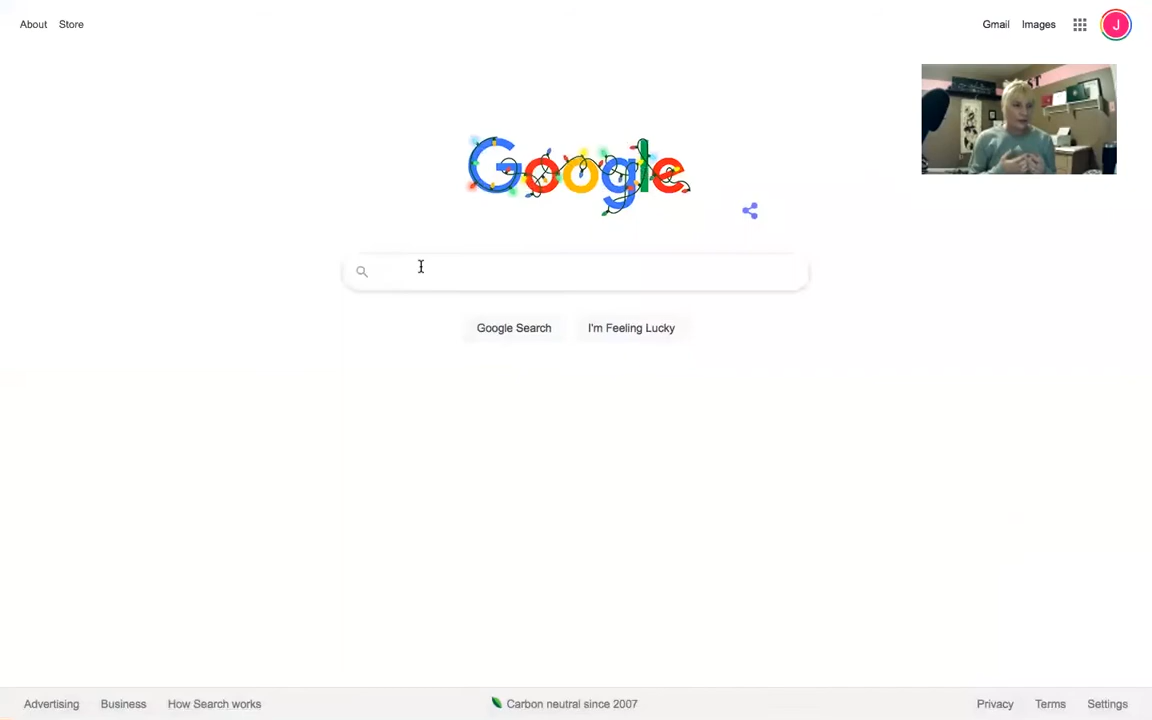 About Store
Gmail Images
J
Google
Google Search
I'm Feeling Lucky
Advertising Business How Search works
Carbon neutral since 2007
Privacy Terms Settings